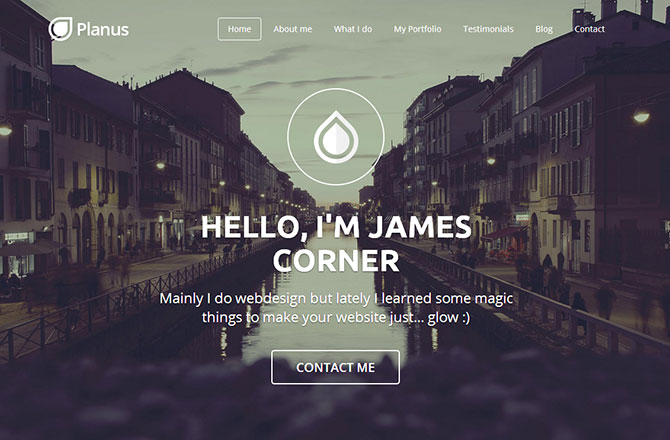 Planus
Home About me What I do My Portfolio Testimonials Blog Contact
HELLO, I'M JAMES
CORNER
Mainly I do webdesign but lately I learned some magic
things to make your website just... glow :)
CONTACT ME